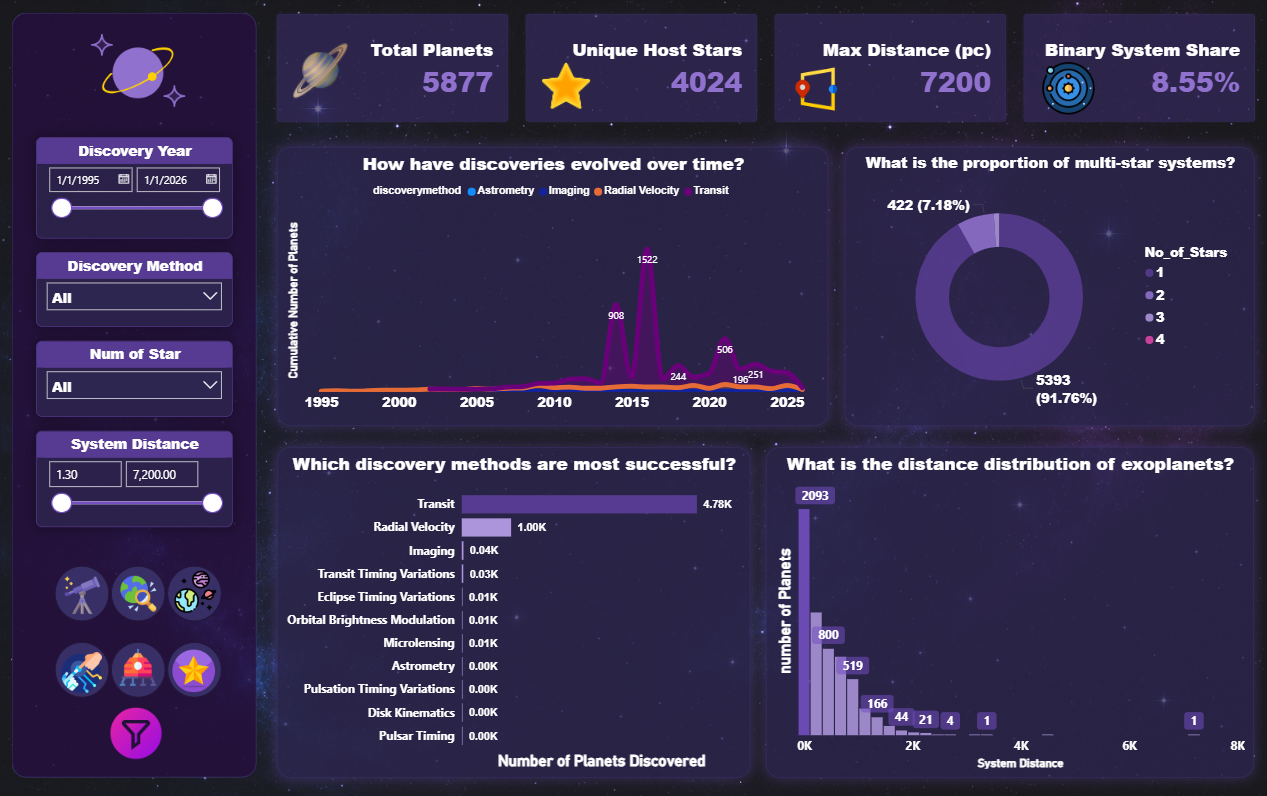 Total Planets
5877
Unique Host Stars
4024
Max Distance (pc)
7200
Binary System Share
8.55%
Discovery Year
1/1/1995
1/1/2026
Discovery Method
All
Num of Star
All
System Distance
1.30
7,200.00
How have discoveries evolved over time?
discoverymethod Astrometry Imaging Radial Velocity Transit
Cumulative Number of Planets
1522
908
506
244
196
251
1995 2000 2005 2010 2015 2020 2025
What is the proportion of multi-star systems?
422 (7.18%)
5393
(91.76%)
No_of_Stars
1
2
3
4
Which discovery methods are most successful?
Transit 4.78K
Radial Velocity 1.00K
Imaging 0.04K
Transit Timing Variations 0.03K
Eclipse Timing Variations 0.01K
Orbital Brightness Modulation 0.01K
Microlensing 0.01K
Astrometry 0.00K
Pulsation Timing Variations 0.00K
Disk Kinematics 0.00K
Pulsar Timing 0.00K
Number of Planets Discovered
What is the distance distribution of exoplanets?
number of Planets
2093
800
519
166
44
21
4
1
1
0K 2K 4K 6K 8K
System Distance